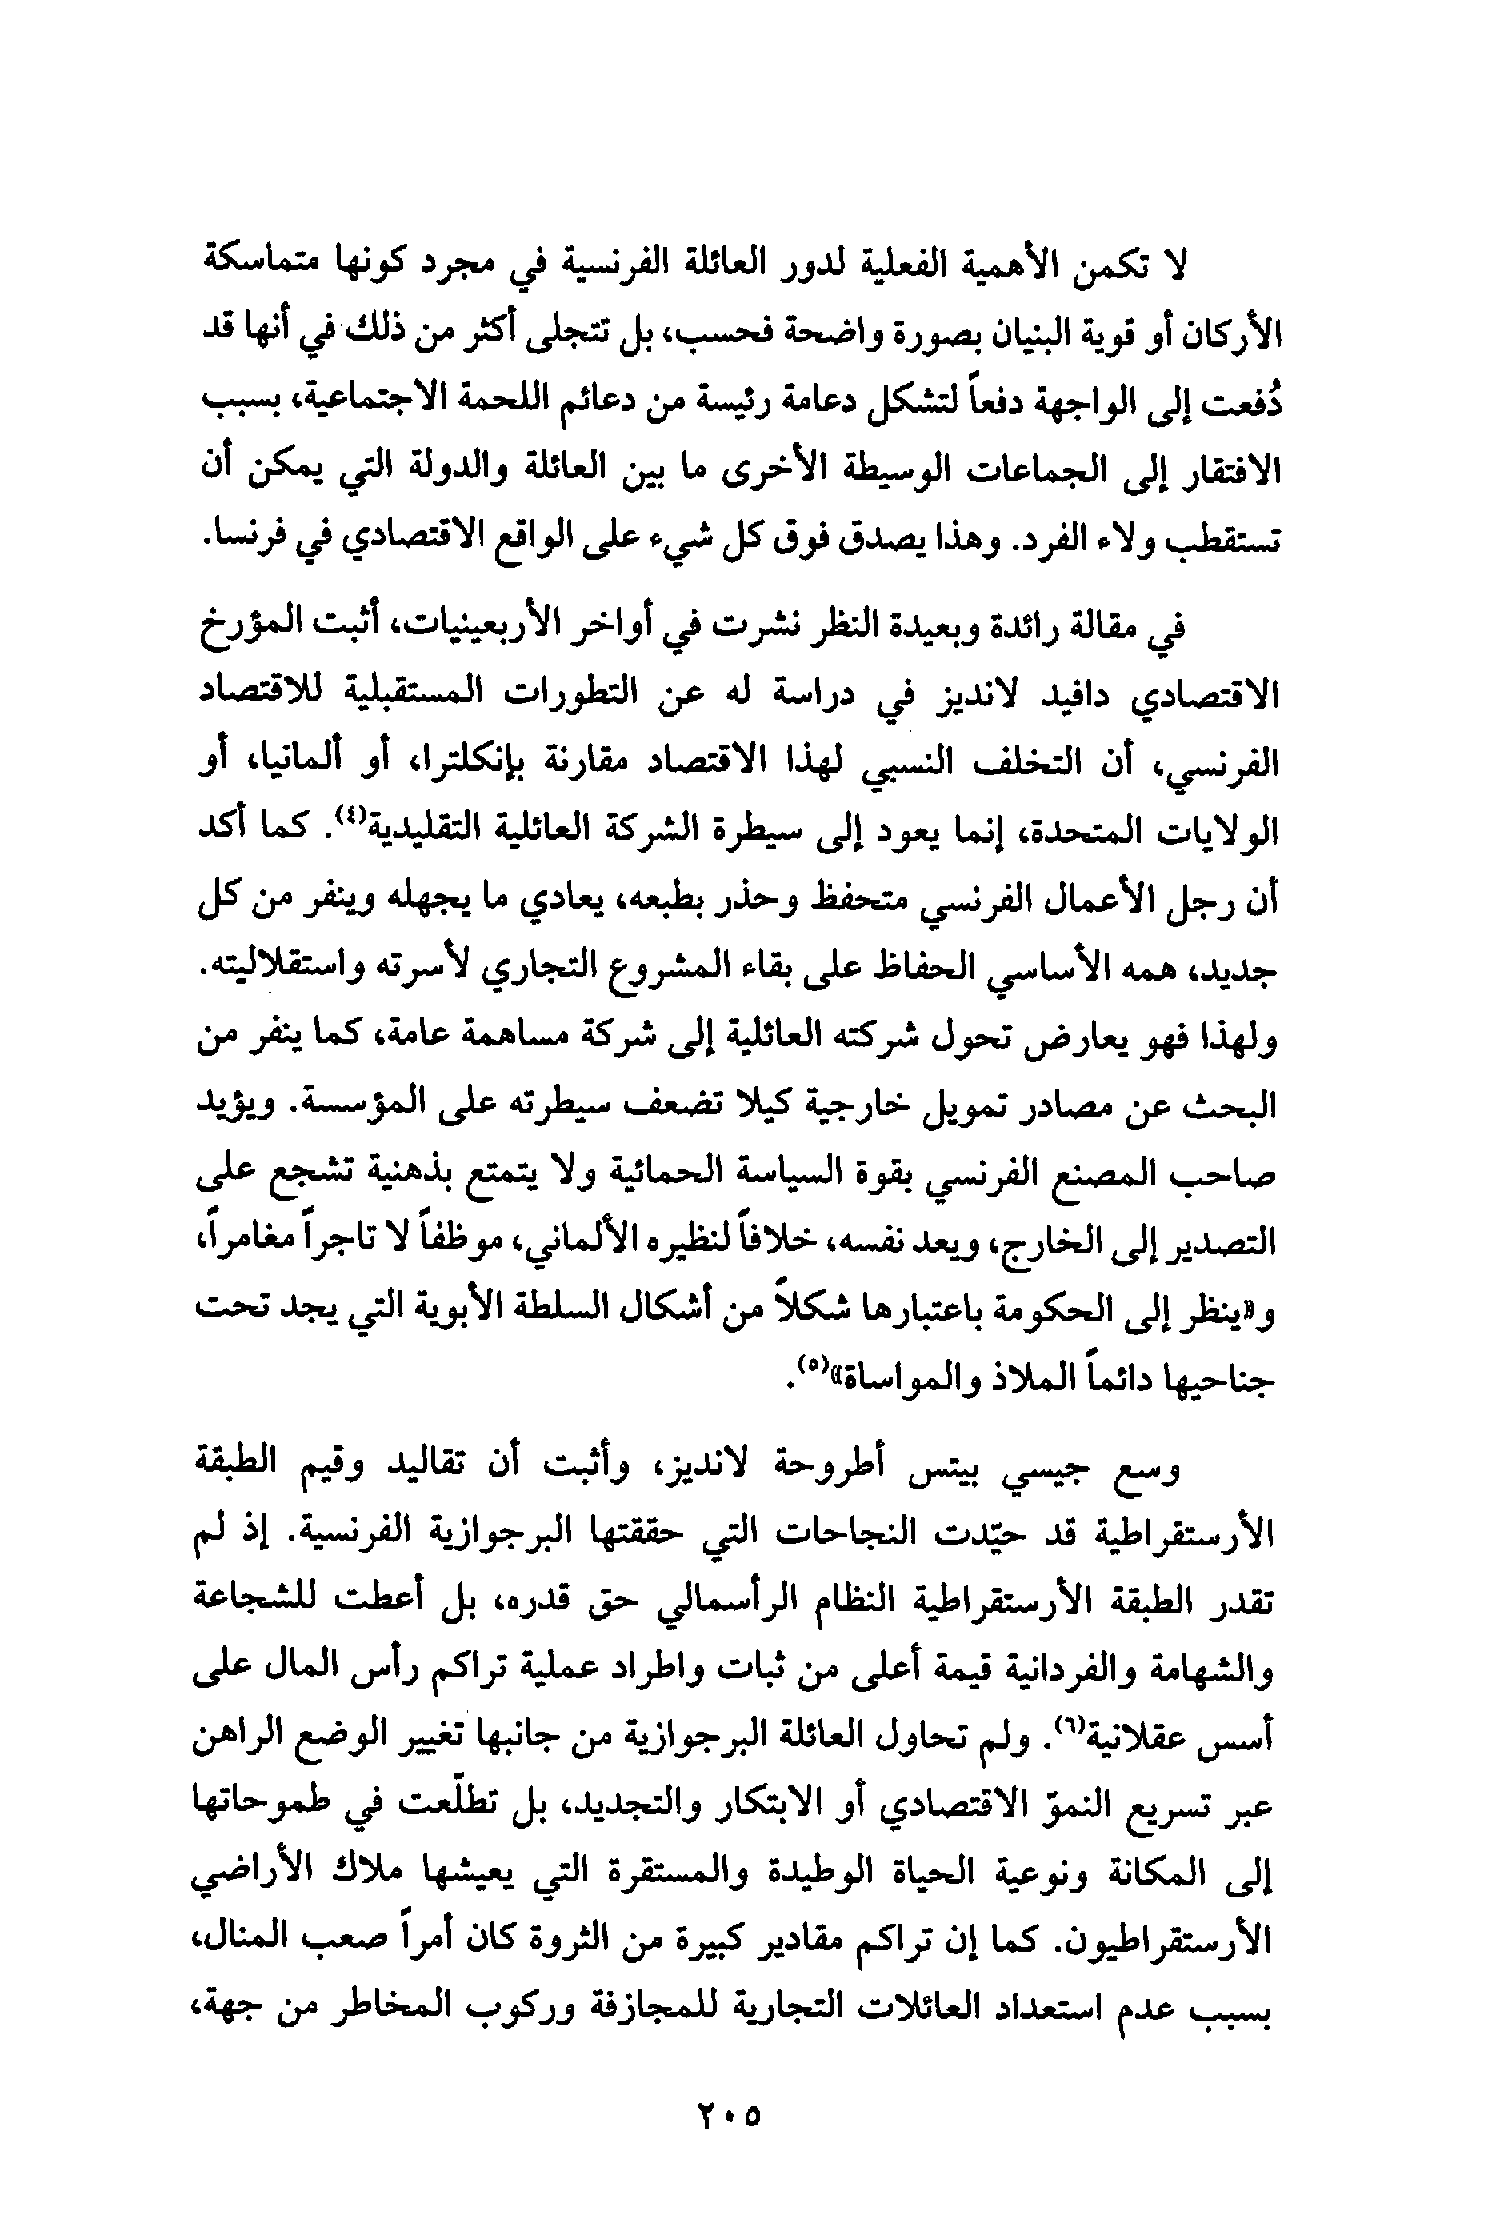 لا تكمن الأهمية الفعلية لدور العائلة الفرنسية في مجرد كونها متماسكة
الأركان أو قوية البنيان بصورة واضحة فحسب، بل تتجلى أكثر من ذلك في أنها قد
دُفعت إلى الواجهة دفعاً لتشكل دعامة رئيسة من دعائم اللحمة الاجتماعية، بسبب
الافتقار إلى الجماعات الوسيطة الأخرى ما بين العائلة والدولة التي يمكن أن
تستقطب ولاء الفرد. وهذا يصدق فوق كل شيء على الواقع الاقتصادي في فرنسا.
في مقالة رائدة وبعيدة النظر نشرت في أواخر الأربعينيات، أثبت المؤرخ
الاقتصادي دافيد لانديز في دراسة له عن التطورات المستقبلية للاقتصاد
الفرنسي، أن التخلف النسبي لهذا الاقتصاد مقارنة بإنكلترا، أو ألمانيا، أو
الولايات المتحدة، إنما يعود إلى سيطرة الشركة العائلية التقليدية(٤). كما أكد
أن رجل الأعمال الفرنسي متحفظ وحذر بطبعه، يعادي ما يجهله وينفر من كل
جديد، همه الأساسي الحفاظ على بقاء المشروع التجاري لأسرته واستقلاليته.
ولهذا فهو يعارض تحول شركته العائلية إلى شركة مساهمة عامة، كما ينفر من
البحث عن مصادر تمويل خارجية كيلا تضعف سيطرته على المؤسسة. ويؤيد
صاحب المصنع الفرنسي بقوة السياسة الحمائية ولا يتمتع بذهنية تشجع على
التصدير إلى الخارج، ويعد نفسه، خلافاً لنظيره الألماني، موظفاً لا تاجراً مغامراً،
و«ينظر إلى الحكومة باعتبارها شكلاً من أشكال السلطة الأبوية التي يجد تحت
جناحيها دائماً الملاذ والمواساة»(٥).
وسع جيسي بيتس أطروحة لانديز، وأثبت أن تقاليد وقيم الطبقة
الأرستقراطية قد حيّدت النجاحات التي حققتها البرجوازية الفرنسية. إذ لم
تقدر الطبقة الأرستقراطية النظام الرأسمالي حق قدره، بل أعطت للشجاعة
والشهامة والفردانية قيمة أعلى من ثبات واطراد عملية تراكم رأس المال على
أسس عقلانية(٦). ولم تحاول العائلة البرجوازية من جانبها تغيير الوضع الراهن
عبر تسريع النموّ الاقتصادي أو الابتكار والتجديد، بل تطلّعت في طموحاتها
إلى المكانة ونوعية الحياة الوطيدة والمستقرة التي يعيشها ملاك الأراضي
الأرستقراطيون. كما إن تراكم مقادير كبيرة من الثروة كان أمراً صعب المنال،
بسبب عدم استعداد العائلات التجارية للمجازفة وركوب المخاطر من جهة،
٢٠٥